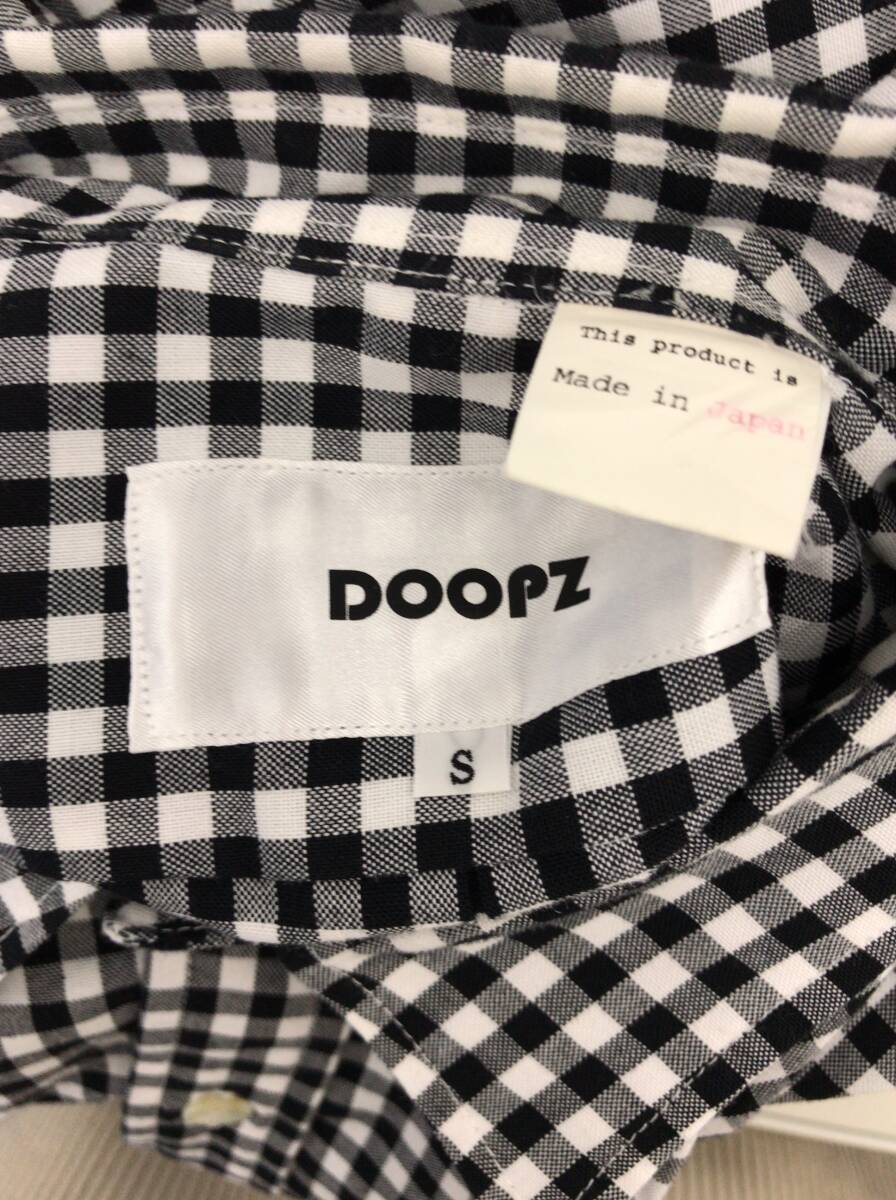 This product is
Made in Japan
DOOPZ
S